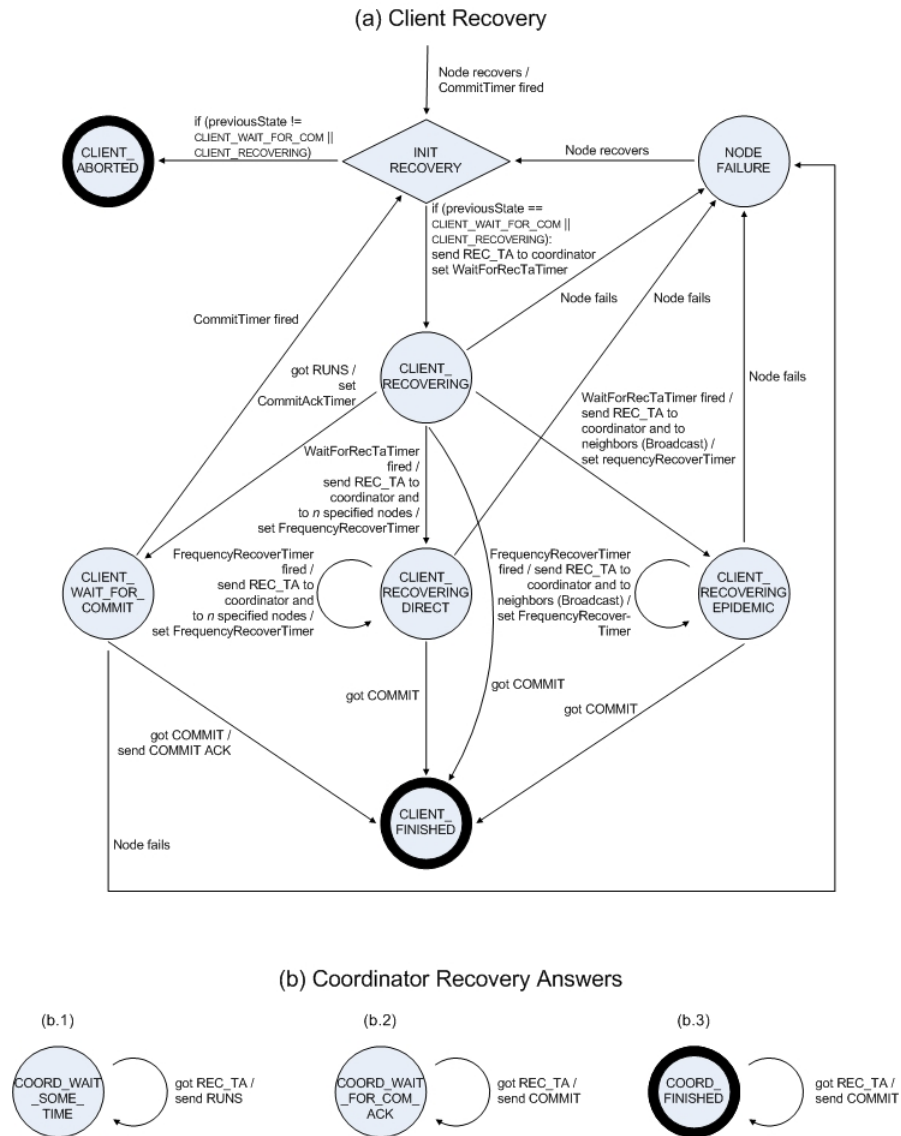 (a) Client Recovery
Node recovers /
CommitTimer fired
if (previousState !=
CLIENT_WAIT_FOR_COM ||
CLIENT_RECOVERING)
CLIENT_
ABORTED
INIT
RECOVERY
Node recovers
NODE
FAILURE
if (previousState ==
CLIENT_WAIT_FOR_COM ||
CLIENT_RECOVERING):
send REC_TA to coordinator
set WaitForRecTaTimer
Node fails
Node fails
CommitTimer fired
got RUNS /
set
CommitAckTimer
CLIENT_
RECOVERING
Node fails
WaitForRecTaTimer fired /
send REC_TA to
coordinator and to
neighbors (Broadcast) /
set requencyRecoverTimer
WaitForRecTaTimer
fired /
send REC_TA to
coordinator and
to n specified nodes /
set FrequencyRecoverTimer
CLIENT_
WAIT_FOR_
COMMIT
FrequencyRecoverTimer
fired /
send REC_TA to
coordinator and
to n specified nodes /
set FrequencyRecoverTimer
CLIENT_
RECOVERING
DIRECT
FrequencyRecoverTimer
fired / send REC_TA to
coordinator and to
neighbors (Broadcast) /
set FrequencyRecover-
Timer
CLIENT_
RECOVERING
EPIDEMIC
got COMMIT
got COMMIT
got COMMIT
got COMMIT /
send COMMIT ACK
CLIENT_
FINISHED
Node fails
(b) Coordinator Recovery Answers
(b.1)
(b.2)
(b.3)
COORD_WAIT
_SOME_
TIME
got REC_TA /
send RUNS
COORD_WAIT
_FOR_COM_
ACK
got REC_TA /
send COMMIT
COORD_
FINISHED
got REC_TA /
send COMMIT